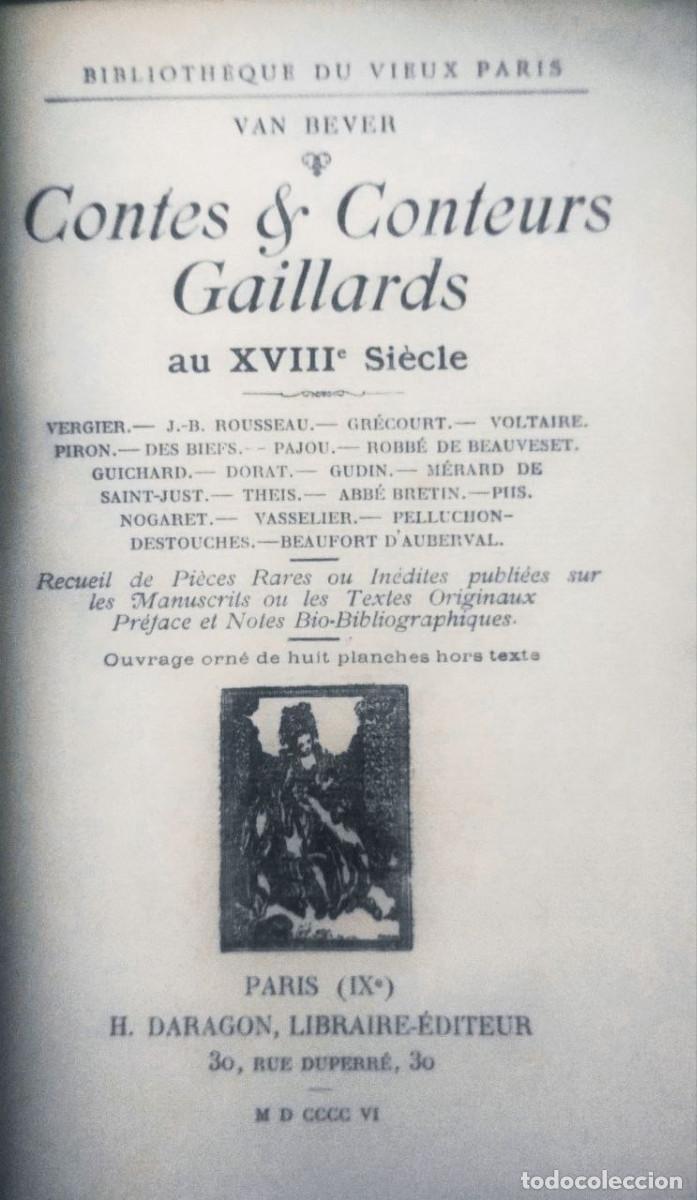 BIBLIOTHÈQUE DU VIEUX PARIS
VAN BEVER
Contes & Conteurs
Gaillards
au XVIIIe Siècle
VERGIER.— J.-B. ROUSSEAU.— GRÉCOURT.— VOLTAIRE.
PIRON.— DES BIEFS.— PAJOU.— ROBBÉ DE BEAUVESET.
GUICHARD.— DORAT.— GUDIN.— MÉRARD DE
SAINT-JUST.— THEIS.— ABBÉ BRETIN.—PIIS.
NOGARET.— VASSELIER.— PELLUCHON-
DESTOUCHES.—BEAUFORT D'AUBERVAL.
Recueil de Pièces Rares ou Inédites publiées sur
les Manuscrits ou les Textes Originaux
Préface et Notes Bio-Bibliographiques.
Ouvrage orné de huit planches hors texte
PARIS (IXe)
H. DARAGON, LIBRAIRE-ÉDITEUR
30, RUE DUPERRÉ, 30
M D CCCC VI
todocoleccion